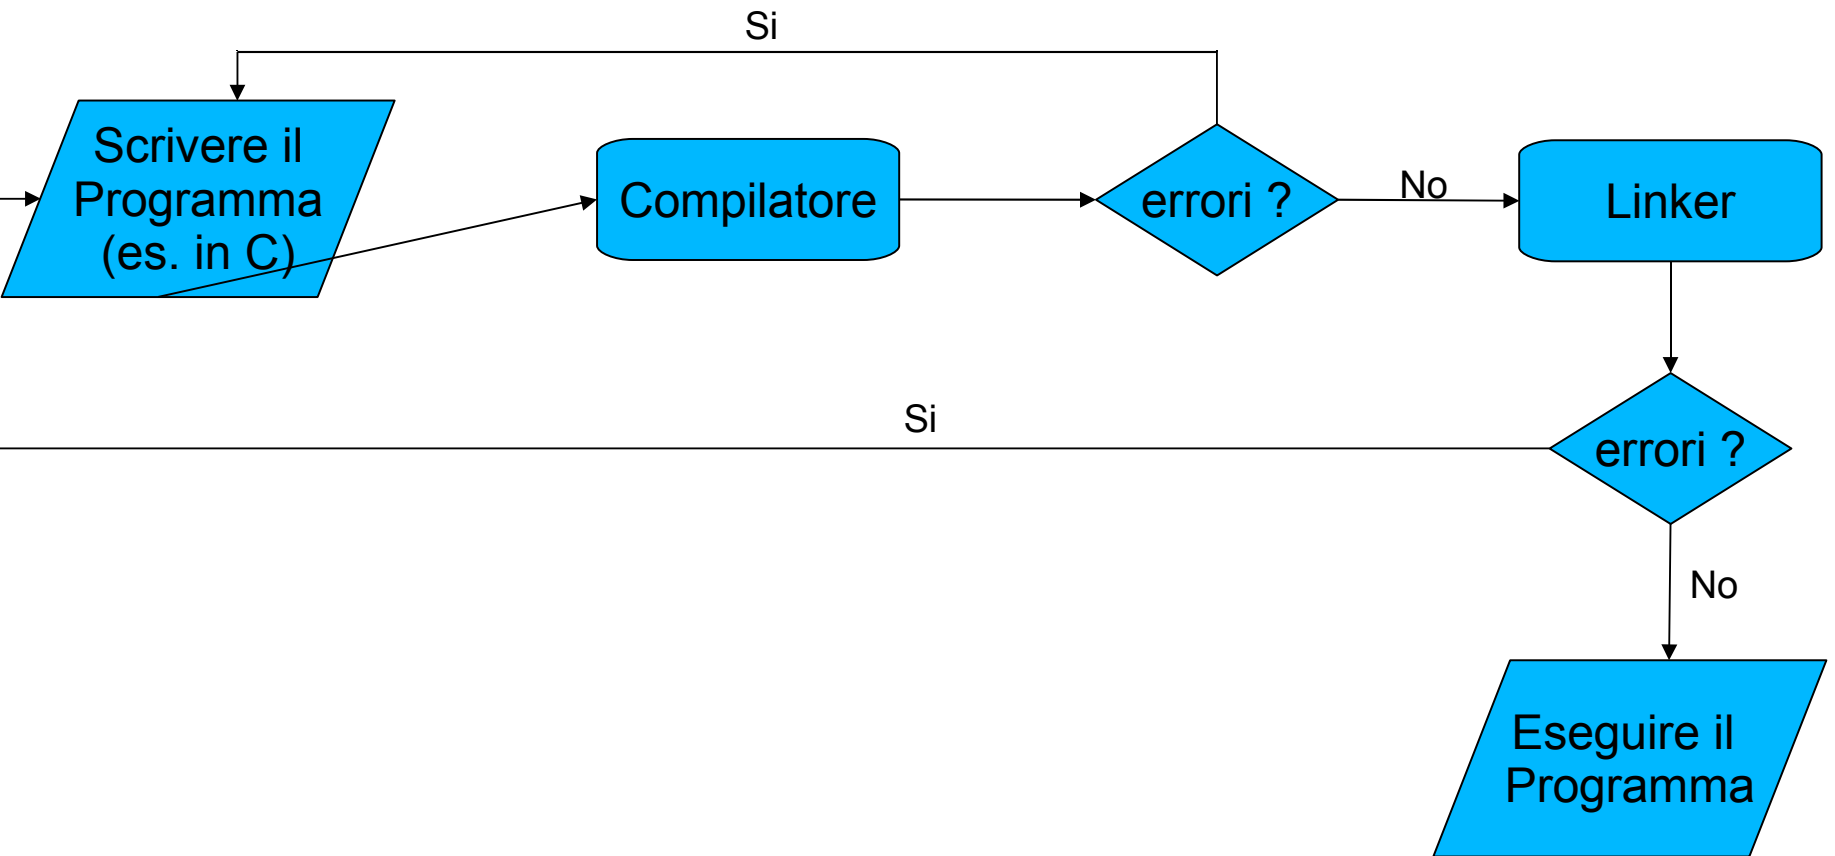 Si
Scrivere il
Programma
(es. in C)
Compilatore
errori ?
No
Linker
Si
errori ?
No
Eseguire il
Programma